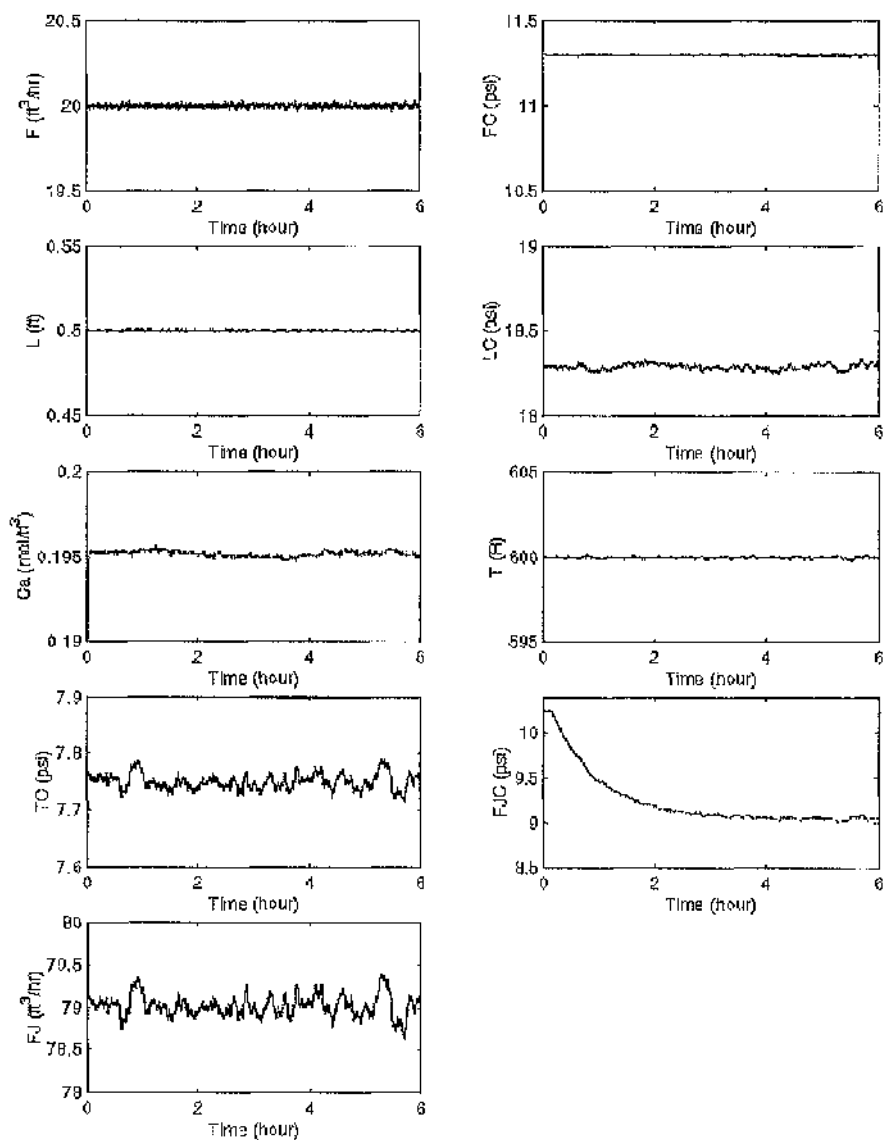 20.5
20
19.5
F (ft³/hr)
0 2 4 6
Time (hour)
11.5
11
10.5
FC (psi)
0 2 4 6
Time (hour)
0.55
0.5
0.45
L (ft)
0 2 4 6
Time (hour)
19
18.5
18
LC (psi)
0 2 4 6
Time (hour)
0.2
0.195
0.19
Ca (mol/ft³)
0 2 4 6
Time (hour)
605
600
595
T (R)
0 2 4 6
Time (hour)
7.9
7.8
7.7
7.6
TC (psi)
0 2 4 6
Time (hour)
10
9.5
9
8.5
FJC (psi)
0 2 4 6
Time (hour)
80
79.5
79
78.5
78
FJ (ft³/hr)
0 2 4 6
Time (hour)